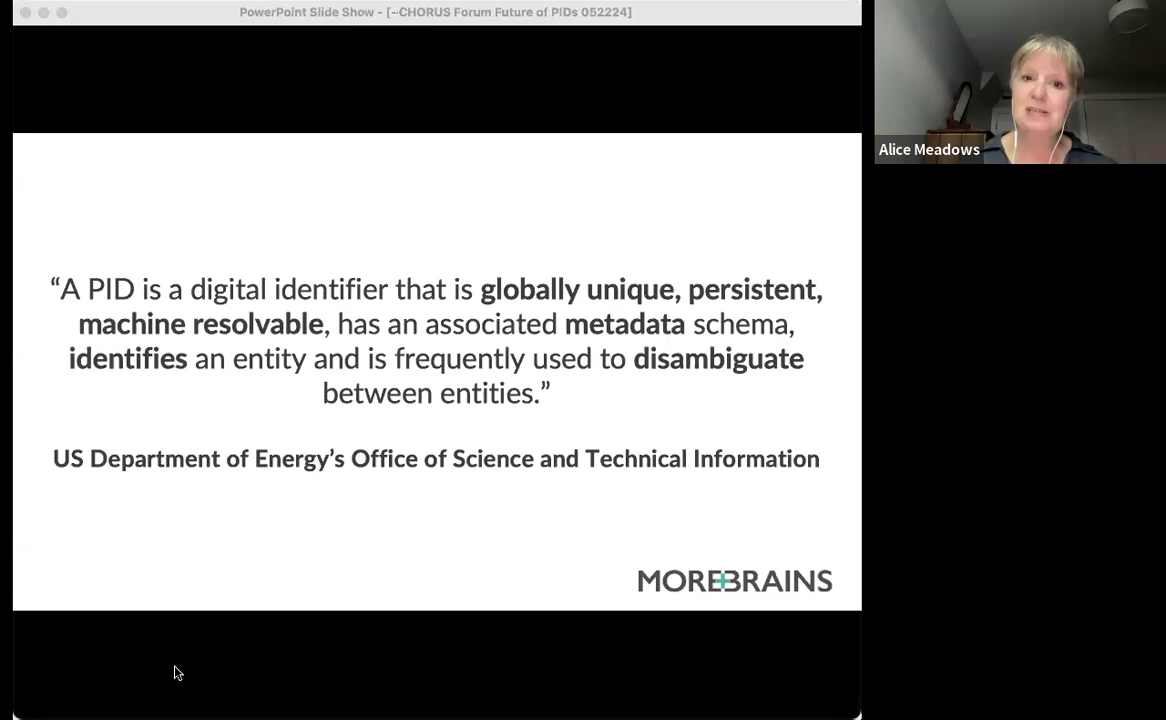 PowerPoint Slide Show - [~CHORUS Forum Future of PIDs 052224]
Alice Meadows
“A PID is a digital identifier that is globally unique, persistent,
machine resolvable, has an associated metadata schema,
identifies an entity and is frequently used to disambiguate
between entities.”
US Department of Energy’s Office of Science and Technical Information
MORE+BRAINS